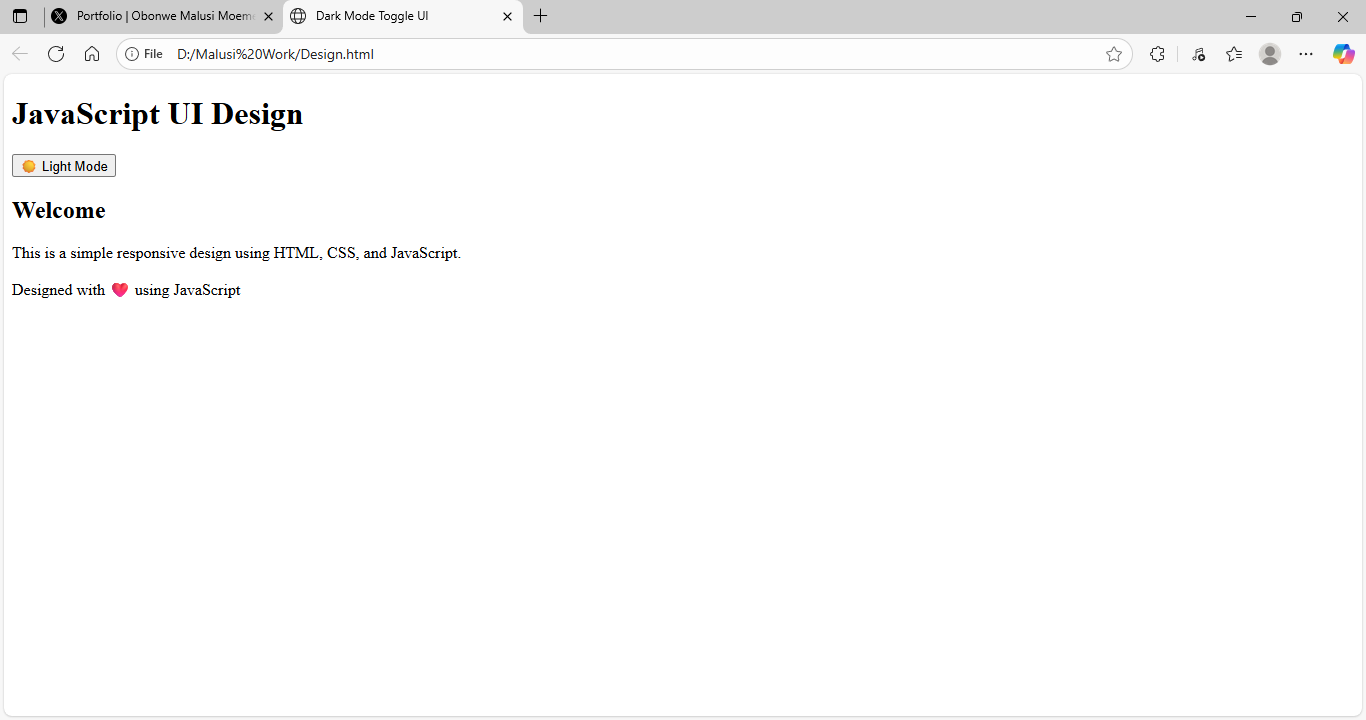 Portfolio | Obonwe Malusi Moem
Dark Mode Toggle UI
File D:/Malusi%20Work/Design.html
JavaScript UI Design
Light Mode
Welcome
This is a simple responsive design using HTML, CSS, and JavaScript.
Designed with ❤️ using JavaScript